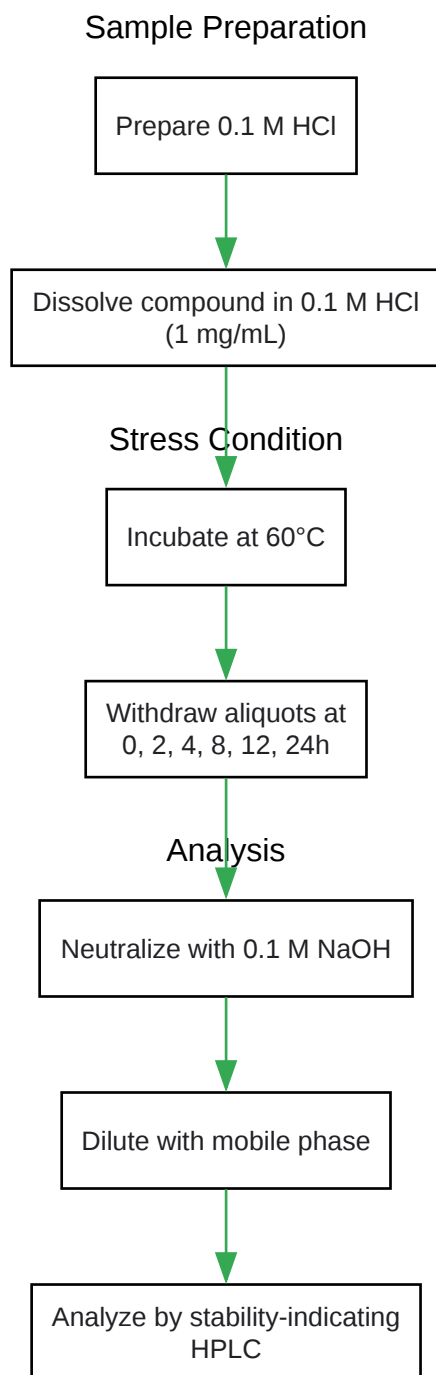 Sample Preparation
Prepare 0.1 M HCl
Dissolve compound in 0.1 M HCl
(1 mg/mL)
Stress Condition
Incubate at 60°C
Withdraw aliquots at
0, 2, 4, 8, 12, 24h
Analysis
Neutralize with 0.1 M NaOH
Dilute with mobile phase
Analyze by stability-indicating
HPLC